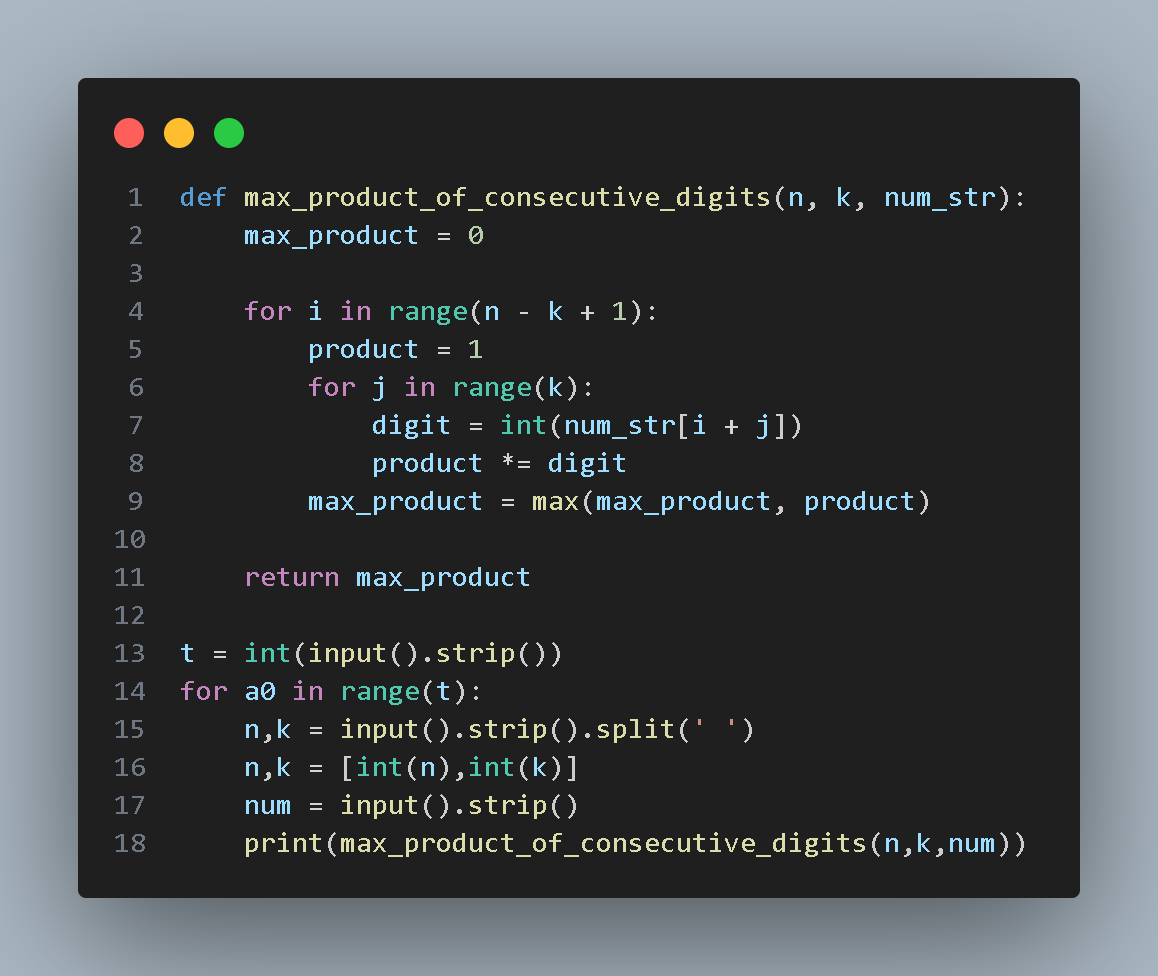 1 def max_product_of_consecutive_digits(n, k, num_str):
2     max_product = 0
3
4     for i in range(n - k + 1):
5         product = 1
6         for j in range(k):
7             digit = int(num_str[i + j])
8             product *= digit
9         max_product = max(max_product, product)
10
11     return max_product
12
13 t = int(input().strip())
14 for a0 in range(t):
15     n,k = input().strip().split(' ')
16     n,k = [int(n),int(k)]
17     num = input().strip()
18     print(max_product_of_consecutive_digits(n,k,num))